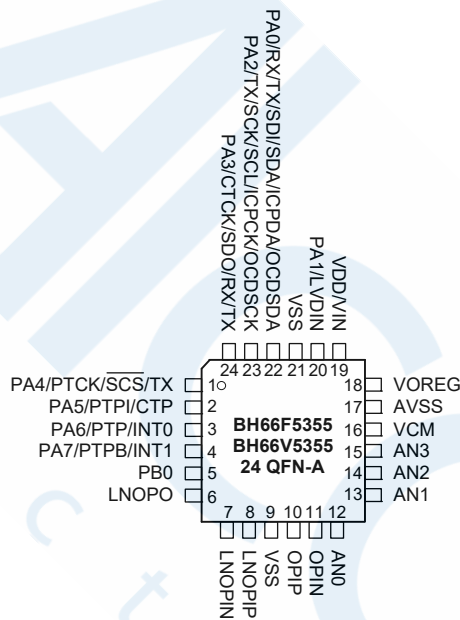 PA3/CTCK/SDO/RX/TX
PA2/TX/SCK/SCL/ICPCK/OCDSCK
PA0/RX/TX/SDI/SDA/ICPDA/OCDSDA
VSS
PA1/LVDIN
VDD/VIN
24 23 22 21 20 19
PA4/PTCK/SCS/TX 1
PA5/PTPI/CTP 2
PA6/PTP/INT0 3
PA7/PTPB/INT1 4
PB0 5
LNOPO 6
BH66F5355
BH66V5355
24 QFN-A
18 VOREG
17 AVSS
16 VCM
15 AN3
14 AN2
13 AN1
7 8 9 10 11 12
LNOPIN
LNOPIP
VSS
OPIP
OPIN
AN0